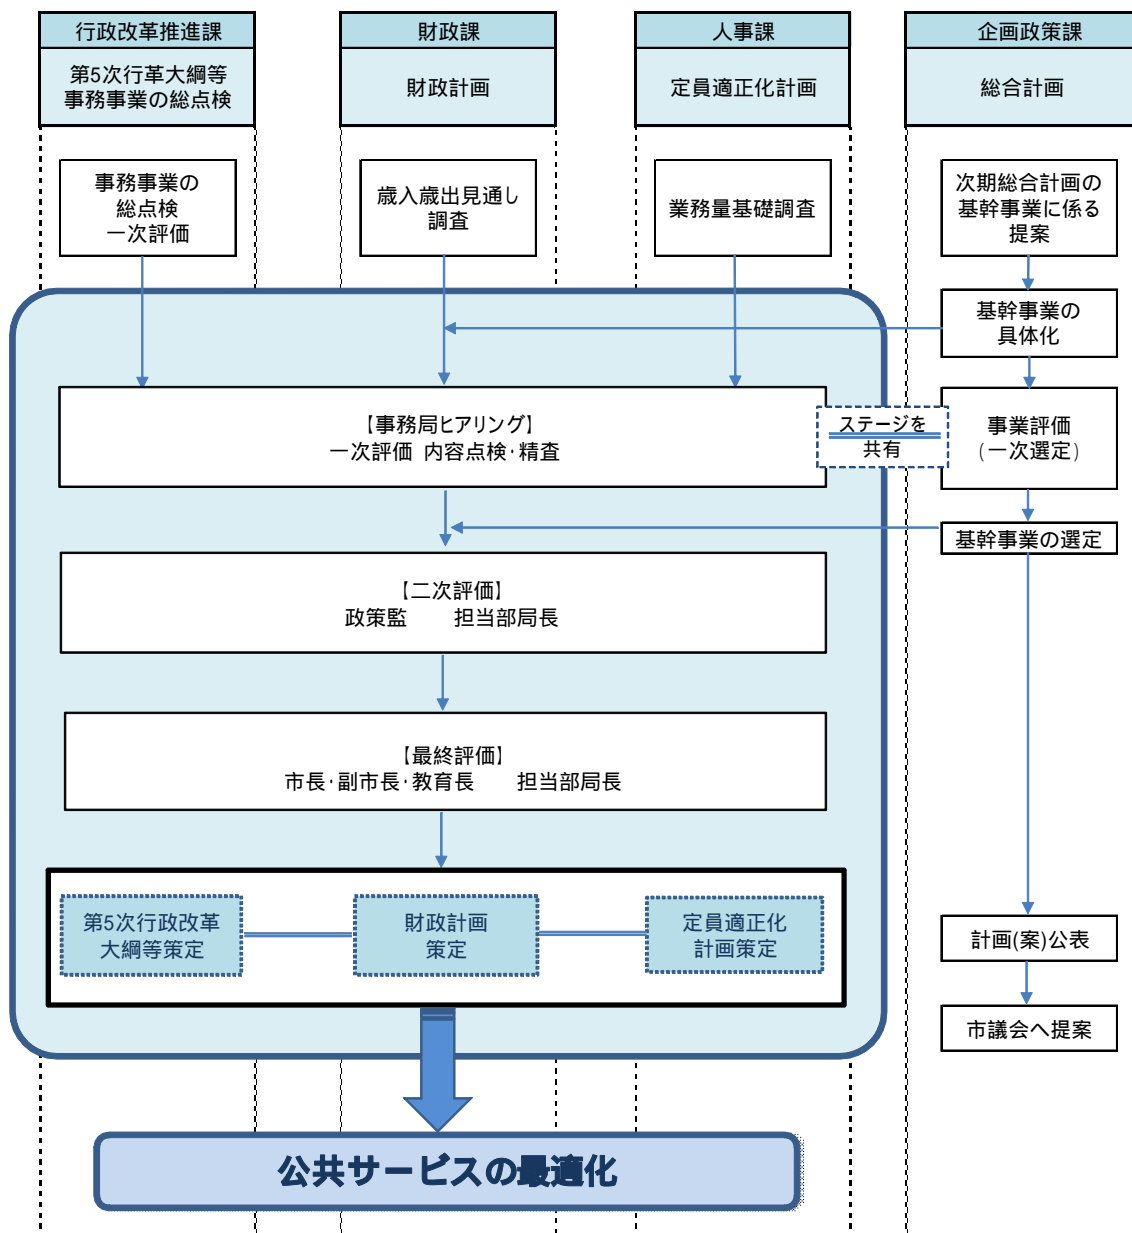 行政改革推進課
第5次行革大綱等
事務事業の総点検
財政課
財政計画
人事課
定員適正化計画
企画政策課
総合計画
事務事業の
総点検
一次評価
歳入歳出見通し
調査
業務量基礎調査
次期総合計画の
基幹事業に係る
提案
基幹事業の
具体化
【事務局ヒアリング】
一次評価 内容点検・精査
ステージを
共有
事業評価
(一次選定)
基幹事業の選定
【二次評価】
政策監　　担当部局長
【最終評価】
市長・副市長・教育長　　担当部局長
第5次行政改革
大綱等策定
財政計画
策定
定員適正化
計画策定
計画(案)公表
市議会へ提案
公共サービスの最適化